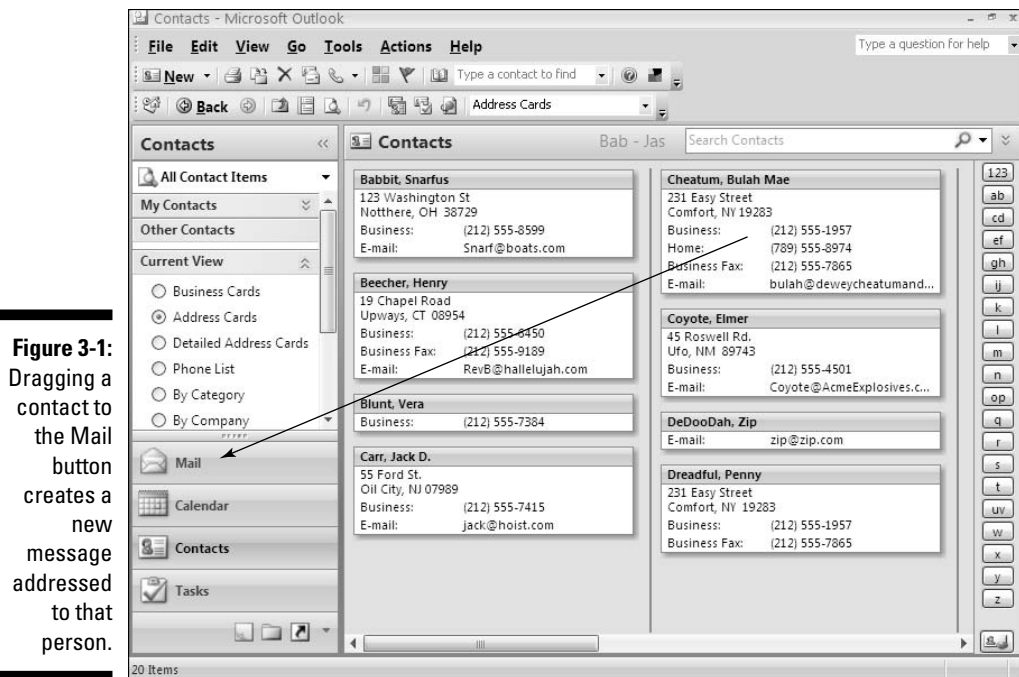 Contacts - Microsoft Outlook
File Edit View Go Tools Actions Help
Type a question for help
New
Type a contact to find
Back
Address Cards
Contacts
All Contact Items
My Contacts
Other Contacts
Current View
Business Cards
Address Cards
Detailed Address Cards
Phone List
By Category
By Company
Mail
Calendar
Contacts
Tasks
Contacts
Bab - Jas
Search Contacts
Babbit, Snarfus
123 Washington St
Notthere, OH 38729
Business: (212) 555-8599
E-mail: Snarf@boats.com
Beecher, Henry
19 Chapel Road
Upways, CT 08954
Business: (212) 555-6450
Business Fax: (212) 555-9189
E-mail: RevB@hallelujah.com
Blunt, Vera
Business: (212) 555-7384
Carr, Jack D.
55 Ford St.
Oil City, NJ 07989
Business: (212) 555-7415
E-mail: jack@hoist.com
Cheatum, Bulah Mae
231 Easy Street
Comfort, NY 19283
Business: (212) 555-1957
Home: (789) 555-8974
Business Fax: (212) 555-7865
E-mail: bulah@deweycheatumand...
Coyote, Elmer
45 Roswell Rd.
Ufo, NM 89743
Business: (212) 555-4501
E-mail: Coyote@AcmeExplosives.c...
DeDooDah, Zip
E-mail: zip@zip.com
Dreadful, Penny
231 Easy Street
Comfort, NY 19283
Business: (212) 555-1957
Business Fax: (212) 555-7865
123
ab
cd
ef
gh
ij
k
l
m
n
op
q
r
s
t
uv
w
x
y
z
20 Items
Figure 3-1:
Dragging a
contact to
the Mail
button
creates a
new
message
addressed
to that
person.